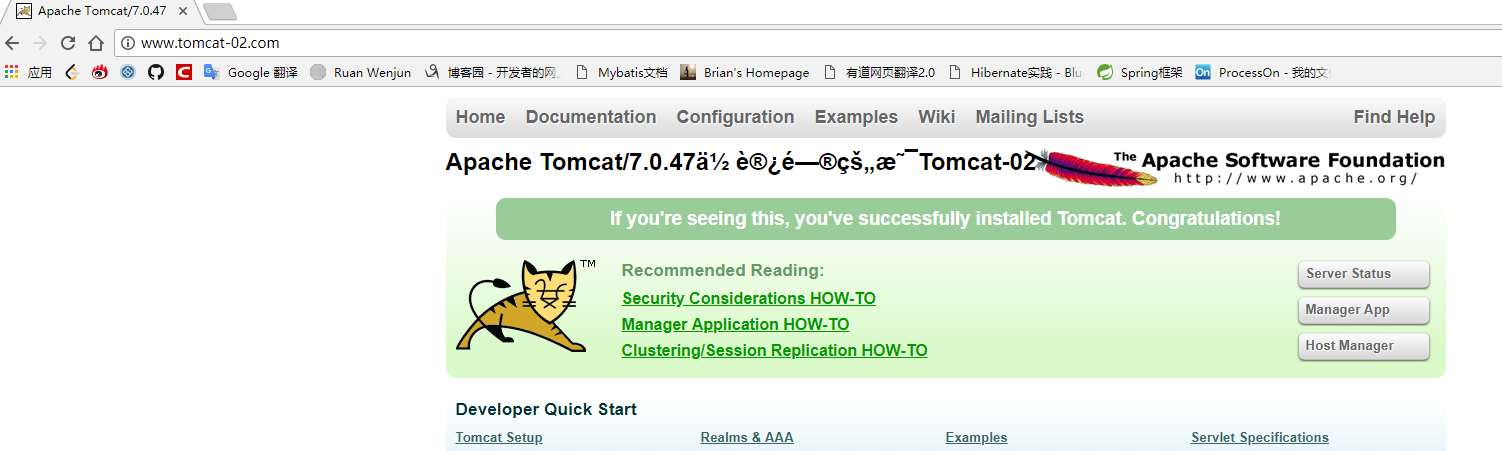 Apache Tomcat/7.0.47
www.tomcat-02.com
应用 Google 翻译 Ruan Wenjun 博客园 - 开发者的网 Mybatis文档 Brian's Homepage 有道网页翻译2.0 Hibernate实践 - Blu Spring框架 ProcessOn - 我的文
Home Documentation Configuration Examples Wiki Mailing Lists Find Help
Apache Tomcat/7.0.47ä½ è®¿é—®çš„æ˜¯Tomcat-02
The Apache Software Foundation
http://www.apache.org/
If you're seeing this, you've successfully installed Tomcat. Congratulations!
TM
Recommended Reading:
Security Considerations HOW-TO
Manager Application HOW-TO
Clustering/Session Replication HOW-TO
Server Status
Manager App
Host Manager
Developer Quick Start
Tomcat Setup Realms & AAA Examples Servlet Specifications